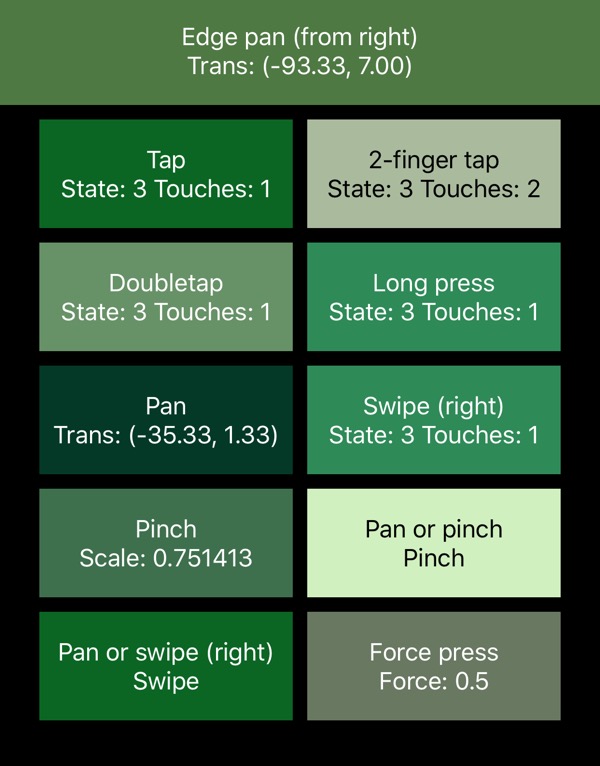 Edge pan (from right)
Trans: (-93.33, 7.00)
Tap
State: 3 Touches: 1
2-finger tap
State: 3 Touches: 2
Doubletap
State: 3 Touches: 1
Long press
State: 3 Touches: 1
Pan
Trans: (-35.33, 1.33)
Swipe (right)
State: 3 Touches: 1
Pinch
Scale: 0.751413
Pan or pinch
Pinch
Pan or swipe (right)
Swipe
Force press
Force: 0.5